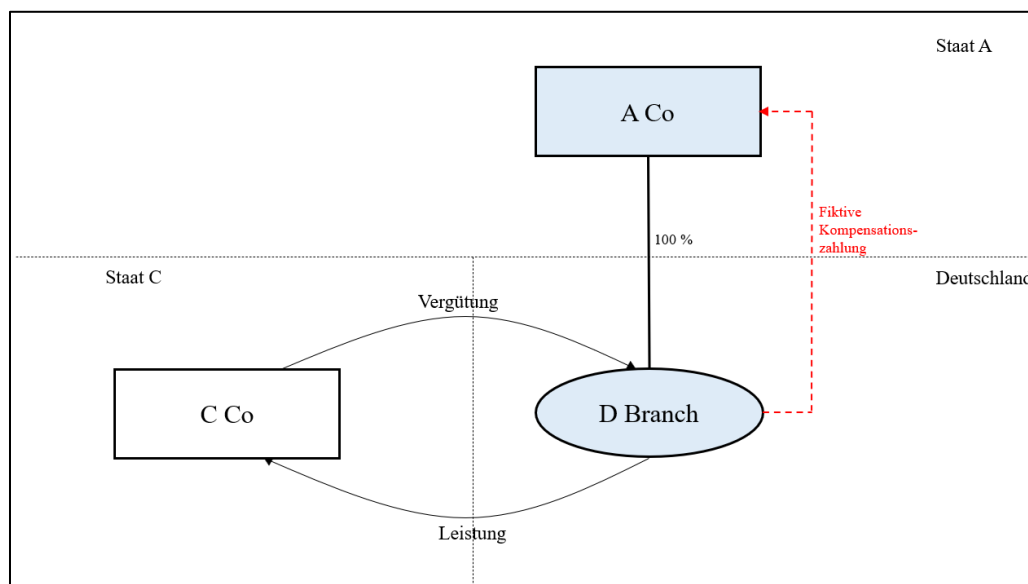 Staat A
A Co
Fiktive
Kompensations-
zahlung
100 %
Staat C
Deutschland
Vergütung
C Co
D Branch
Leistung